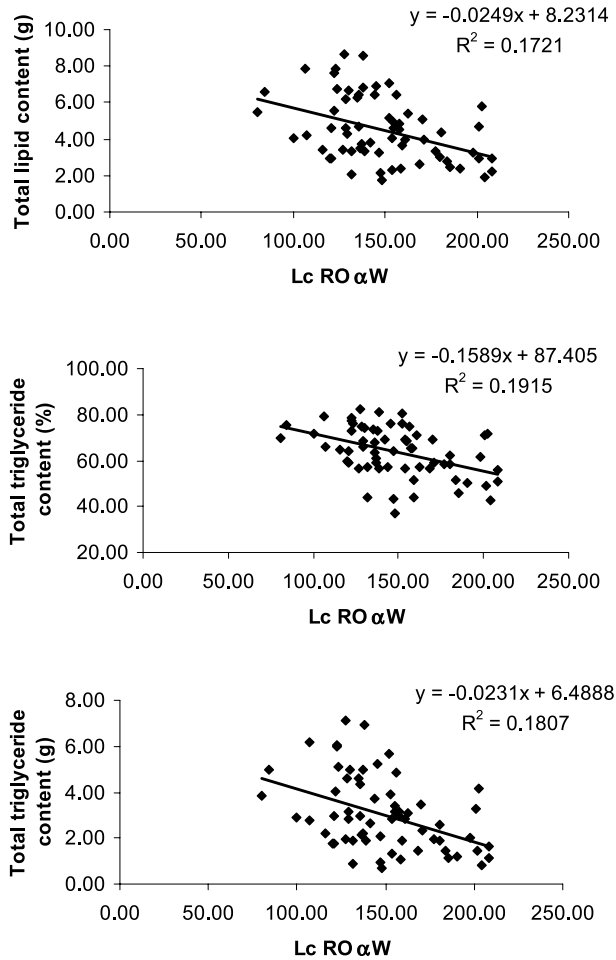 y = -0.0249x + 8.2314
R² = 0.1721
Total lipid content (g)
10.00
8.00
6.00
4.00
2.00
0.00
0.00 50.00 100.00 150.00 200.00 250.00
Lc RO αW
y = -0.1589x + 87.405
R² = 0.1915
Total triglyceride
content (%)
100.00
80.00
60.00
40.00
20.00
0.00 50.00 100.00 150.00 200.00 250.00
Lc RO αW
y = -0.0231x + 6.4888
R² = 0.1807
Total triglyceride
content (g)
8.00
6.00
4.00
2.00
0.00
0.00 50.00 100.00 150.00 200.00 250.00
Lc RO αW